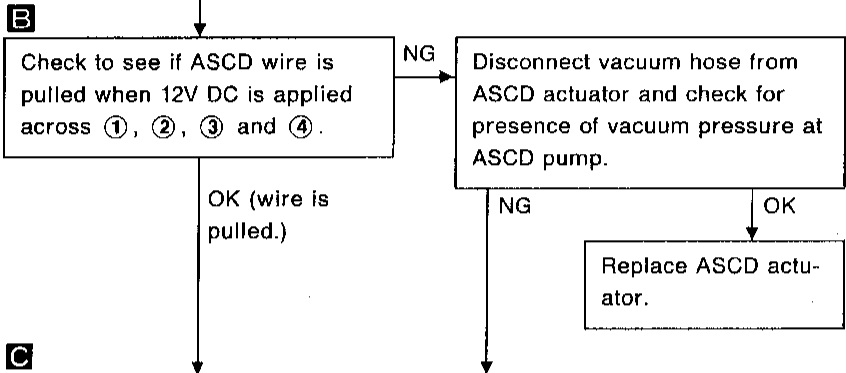 B
Check to see if ASCD wire is
pulled when 12V DC is applied
across ①, ②, ③ and ④.
NG
Disconnect vacuum hose from
ASCD actuator and check for
presence of vacuum pressure at
ASCD pump.
OK (wire is
pulled.)
NG
OK
Replace ASCD actu-
ator.
C